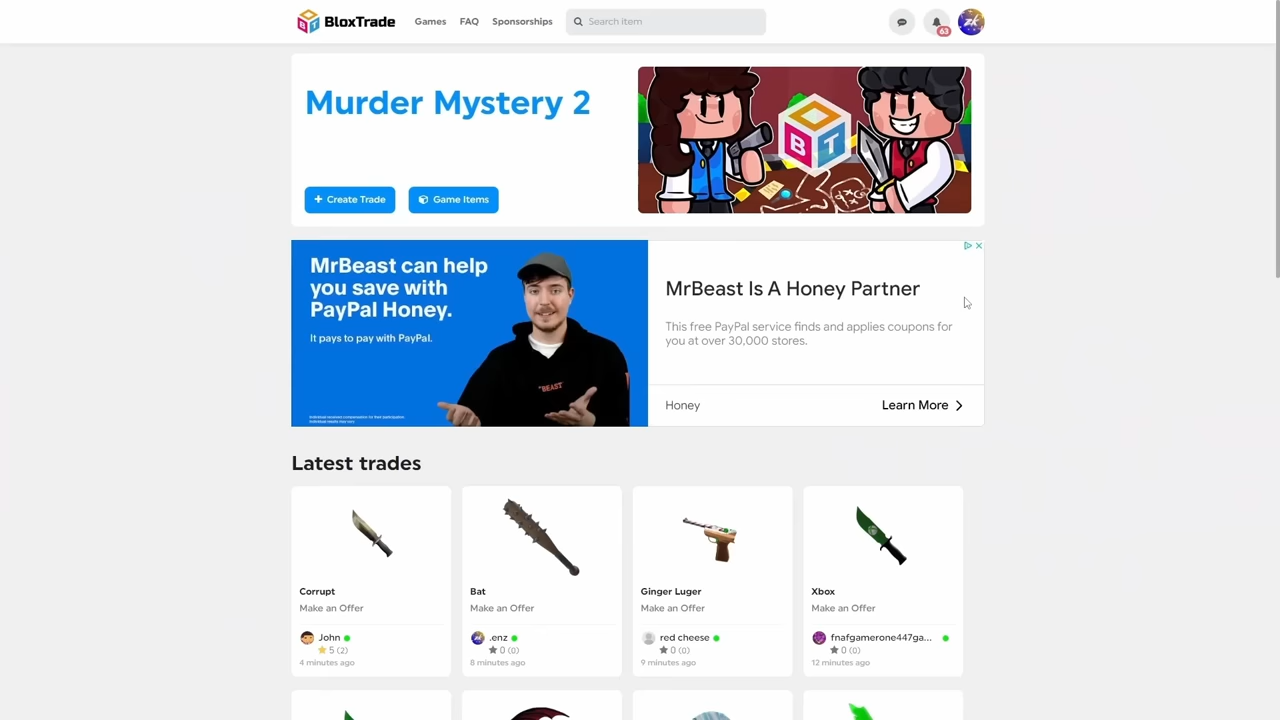 BloxTrade
Games
FAQ
Sponsorships
Search item
63
Murder Mystery 2
B T
+ Create Trade
Game Items
MrBeast can help
you save with
PayPal Honey.
It pays to pay with PayPal.
"BEAST"
MrBeast Is A Honey Partner
This free PayPal service finds and applies coupons for
you at over 30,000 stores.
Honey
Learn More
Latest trades
Corrupt
Make an Offer
John
5 (2)
4 minutes ago
Bat
Make an Offer
.enz
0 (0)
8 minutes ago
Ginger Luger
Make an Offer
red cheese
0 (0)
9 minutes ago
Xbox
Make an Offer
fnafgamerone447ga...
0 (0)
12 minutes ago